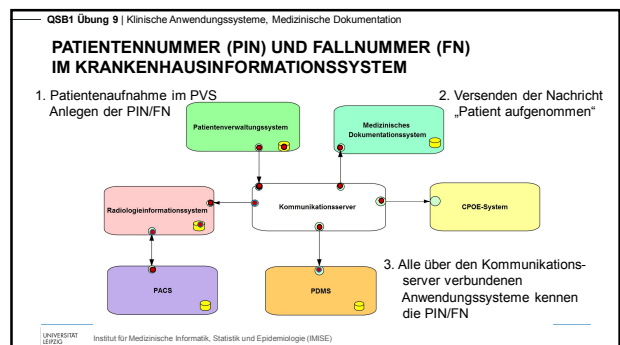 QSB1 Übung 9 | Klinische Anwendungssysteme, Medizinische Dokumentation
PATIENTENNUMMER (PIN) UND FALLNUMMER (FN)
IM KRANKENHAUSINFORMATIONSSYSTEM
1. Patientenaufnahme im PVS
Anlegen der PIN/FN
2. Versenden der Nachricht
„Patient aufgenommen“
Patientenverwaltungssystem
Medizinisches
Dokumentationssystem
Radiologieinformationssystem
Kommunikationsserver
CPOE-System
PACS
PDMS
3. Alle über den Kommunikations-
server verbundenen
Anwendungssysteme kennen
die PIN/FN
UNIVERSITÄT
LEIPZIG
Institut für Medizinische Informatik, Statistik und Epidemiologie (IMISE)